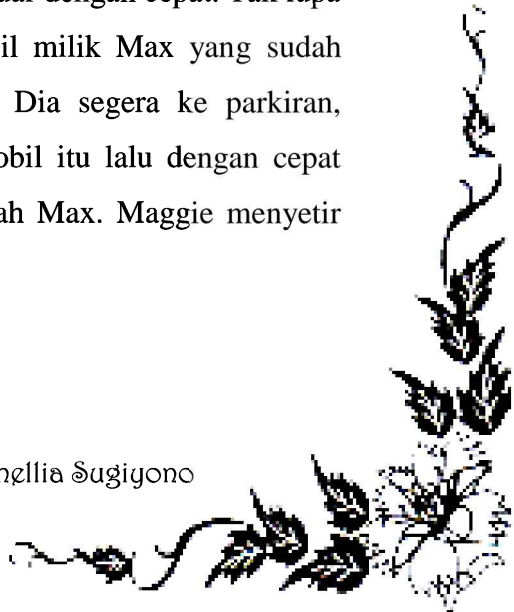 dengan cepat. Tak lupa
il milik Max yang sudah
Dia segera ke parkiran,
obil itu lalu dengan cepat
ah Max. Maggie menyetir
nellia Sugiyono